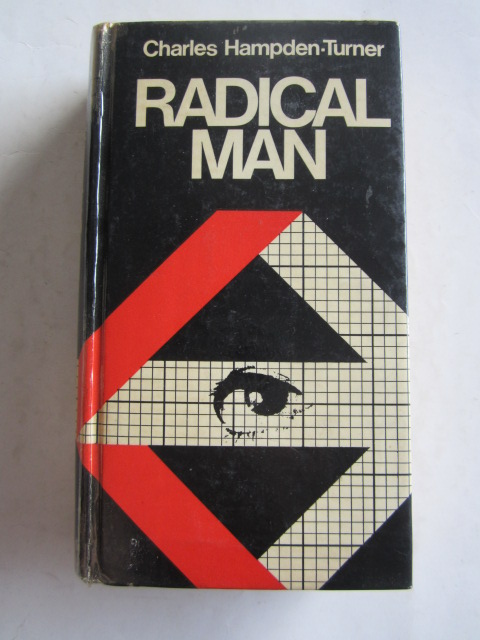 Charles Hampden-Turner
RADICAL
MAN